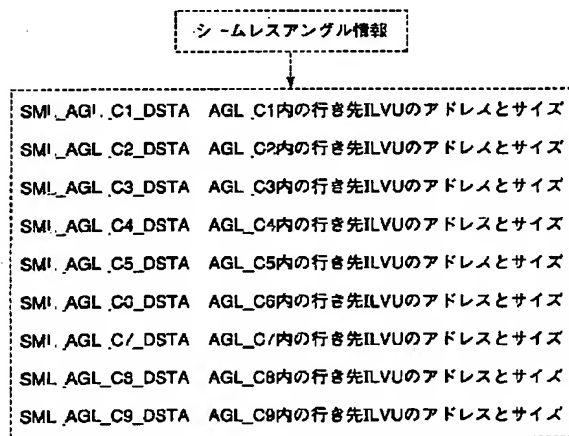 シームレスアングル情報
SML_AGL_C1_DSTA AGL_C1内の行き先ILVUのアドレスとサイズ
SML_AGL_C2_DSTA AGL_C2内の行き先ILVUのアドレスとサイズ
SML_AGL_C3_DSTA AGL_C3内の行き先ILVUのアドレスとサイズ
SML_AGL_C4_DSTA AGL_C4内の行き先ILVUのアドレスとサイズ
SML_AGL_C5_DSTA AGL_C5内の行き先ILVUのアドレスとサイズ
SML_AGL_C6_DSTA AGL_C6内の行き先ILVUのアドレスとサイズ
SML_AGL_C7_DSTA AGL_C7内の行き先ILVUのアドレスとサイズ
SML_AGL_C8_DSTA AGL_C8内の行き先ILVUのアドレスとサイズ
SML_AGL_C9_DSTA AGL_C9内の行き先ILVUのアドレスとサイズ